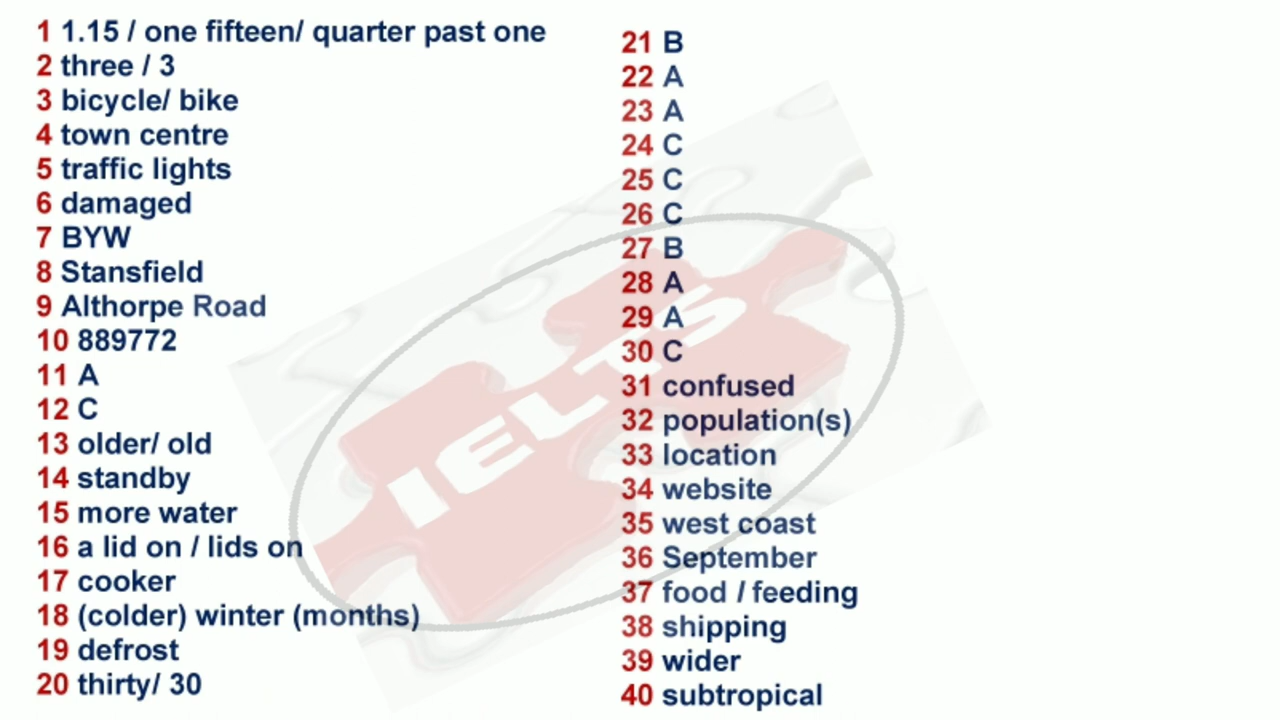 1 1.15 / one fifteen/ quarter past one
2 three / 3
3 bicycle/ bike
4 town centre
5 traffic lights
6 damaged
7 BYW
8 Stansfield
9 Althorpe Road
10 889772
11 A
12 C
13 older/ old
14 standby
15 more water
16 a lid on / lids on
17 cooker
18 (colder) winter (months)
19 defrost
20 thirty/ 30
21 B
22 A
23 A
24 C
25 C
26 C
27 B
28 A
29 A
30 C
31 confused
32 population(s)
33 location
34 website
35 west coast
36 September
37 food / feeding
38 shipping
39 wider
40 subtropical
IELTS